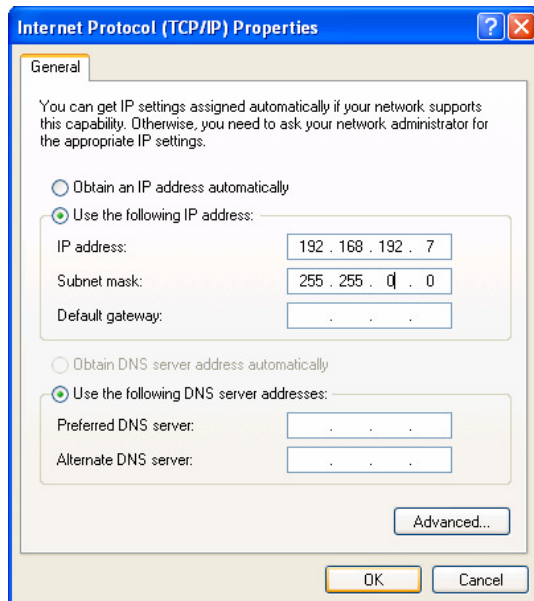 Internet Protocol (TCP/IP) Properties
General
You can get IP settings assigned automatically if your network supports
this capability. Otherwise, you need to ask your network administrator for
the appropriate IP settings.
Obtain an IP address automatically
Use the following IP address:
IP address: 192 . 168 . 192 . 7
Subnet mask: 255 . 255 . 0 . 0
Default gateway: . . .
Obtain DNS server address automatically
Use the following DNS server addresses:
Preferred DNS server: . . .
Alternate DNS server: . . .
Advanced...
OK Cancel